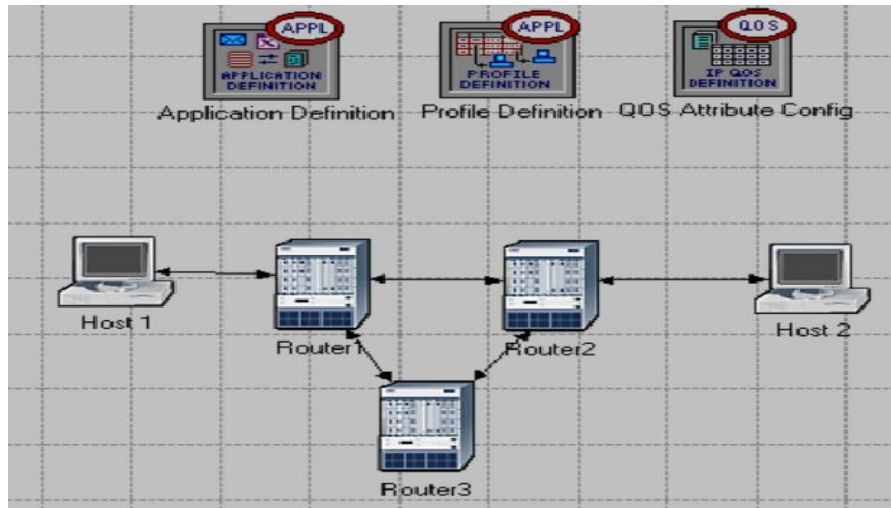 APPL
APPLICATION
DEFINITION
Application Definition
APPL
PROFILE
DEFINITION
Profile Definition
QOS
IP QOS
DEFINITION
QOS Attribute Config
Host 1
Router1
Router2
Host 2
Router3